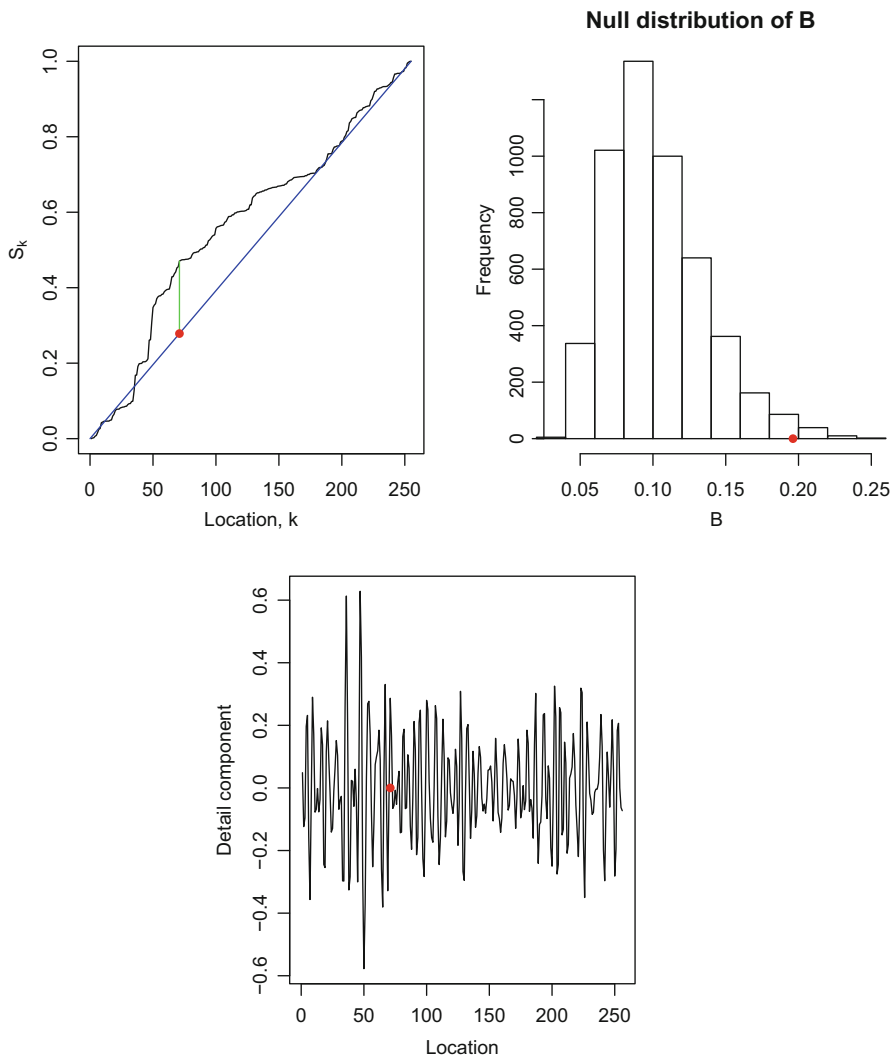 0.0 0.2 0.4 0.6 0.8 1.0
S_k
0 50 100 150 200 250
Location, k
Null distribution of B
0 200 400 600 800 1000
Frequency
0.05 0.10 0.15 0.20 0.25
B
−0.6 −0.4 −0.2 0.0 0.2 0.4 0.6
Detail component
0 50 100 150 200 250
Location